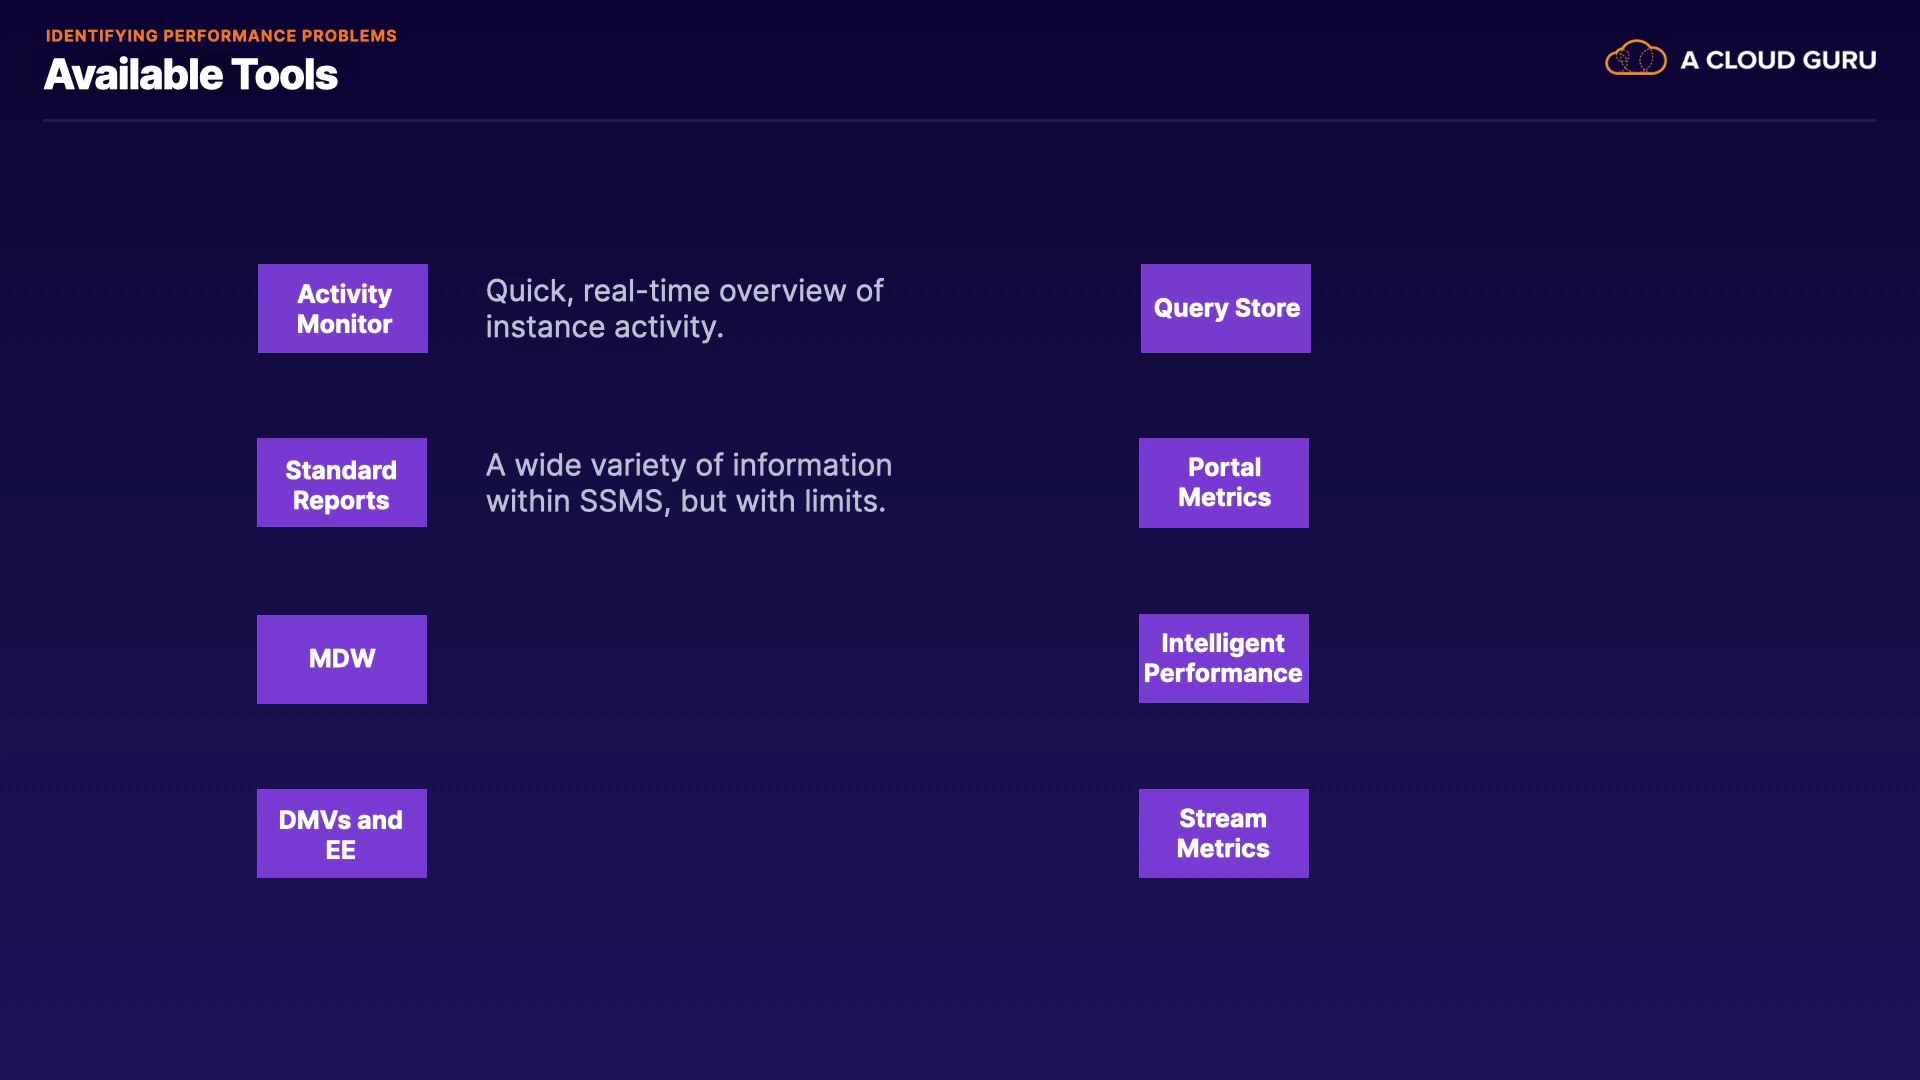 IDENTIFYING PERFORMANCE PROBLEMS
Available Tools
A CLOUD GURU
Activity
Monitor
Quick, real-time overview of
instance activity.
Standard
Reports
A wide variety of information
within SSMS, but with limits.
MDW
DMVs and
EE
Query Store
Portal
Metrics
Intelligent
Performance
Stream
Metrics